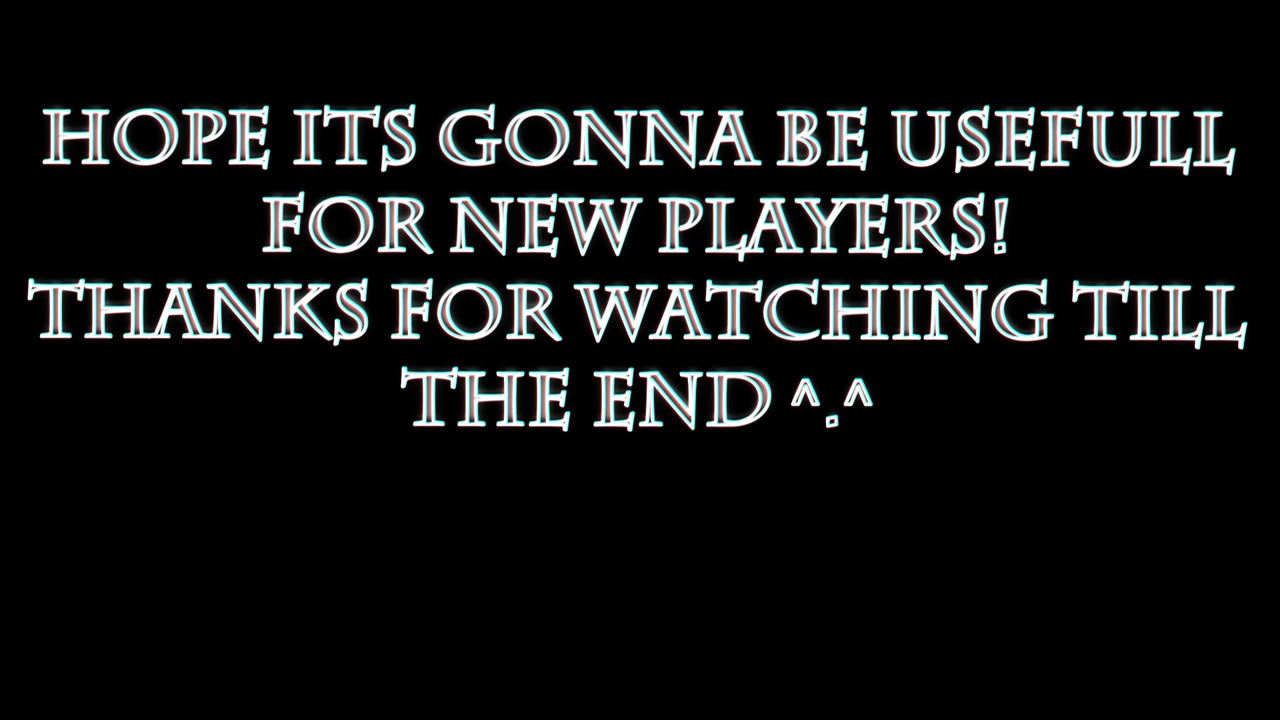 HOPE ITS GONNA BE USEFULL
FOR NEW PLAYERS!
THANKS FOR WATCHING TILL
THE END ^.^